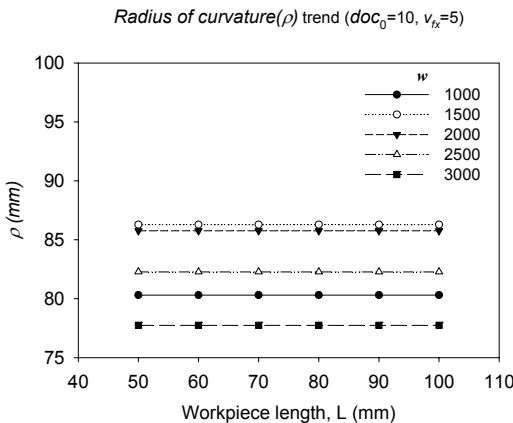 Radius of curvature(ρ) trend (doc₀=10, v_fx=5)
100
95
90
85
80
75
ρ (mm)
w
1000
1500
2000
2500
3000
40 50 60 70 80 90 100 110
Workpiece length, L (mm)